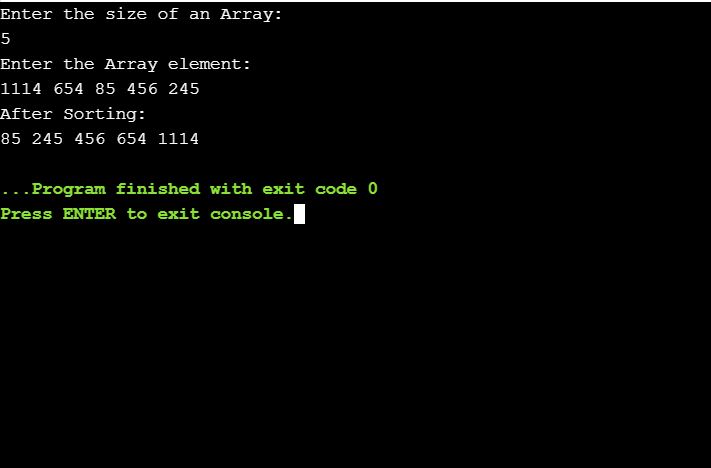 Enter the size of an Array:
5
Enter the Array element:
1114 654 85 456 245
After Sorting:
85 245 456 654 1114
...Program finished with exit code 0
Press ENTER to exit console.